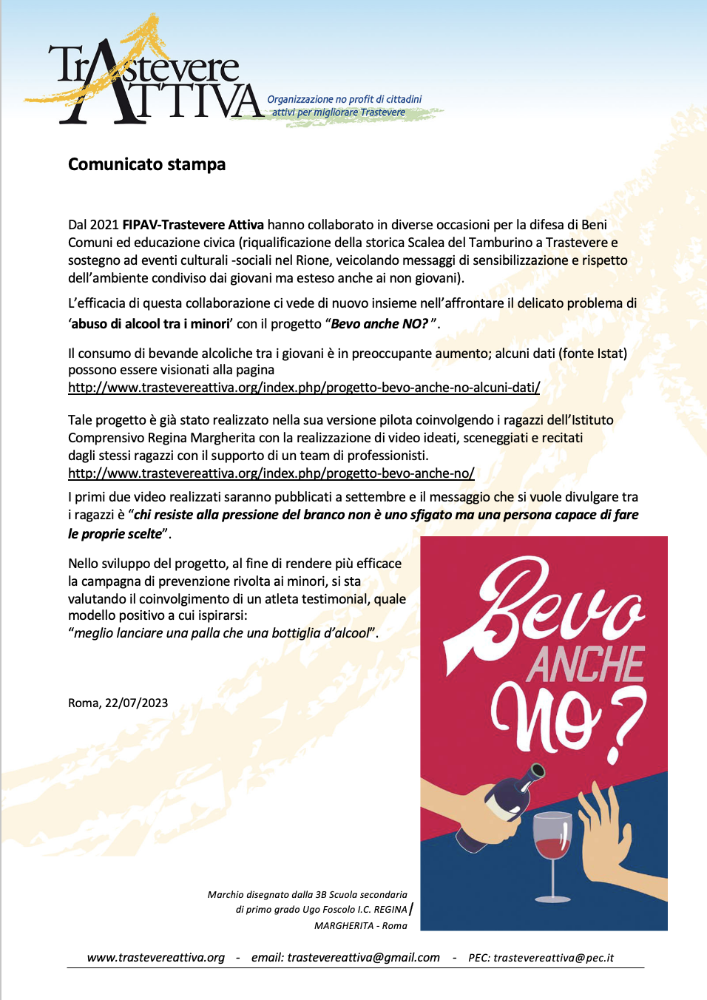 TrAstevere
ATTIVA
Organizzazione no profit di cittadini
attivi per migliorare Trastevere
Comunicato stampa
Dal 2021 FIPAV-Trastevere Attiva hanno collaborato in diverse occasioni per la difesa di Beni
Comuni ed educazione civica (riqualificazione della storica Scalea del Tamburino a Trastevere e
sostegno ad eventi culturali -sociali nel Rione, veicolando messaggi di sensibilizzazione e rispetto
dell’ambiente condiviso dai giovani ma esteso anche ai non giovani).
L’efficacia di questa collaborazione ci vede di nuovo insieme nell’affrontare il delicato problema di
‘abuso di alcool tra i minori’ con il progetto “Bevo anche NO? ”.
Il consumo di bevande alcoliche tra i giovani è in preoccupante aumento; alcuni dati (fonte Istat)
possono essere visionati alla pagina
http://www.trastevereattiva.org/index.php/progetto-bevo-anche-no-alcuni-dati/
Tale progetto è già stato realizzato nella sua versione pilota coinvolgendo i ragazzi dell’Istituto
Comprensivo Regina Margherita con la realizzazione di video ideati, sceneggiati e recitati
dagli stessi ragazzi con il supporto di un team di professionisti.
http://www.trastevereattiva.org/index.php/progetto-bevo-anche-no/
I primi due video realizzati saranno pubblicati a settembre e il messaggio che si vuole divulgare tra
i ragazzi è “chi resiste alla pressione del branco non è uno sfigato ma una persona capace di fare
le proprie scelte”.
Nello sviluppo del progetto, al fine di rendere più efficace
la campagna di prevenzione rivolta ai minori, si sta
valutando il coinvolgimento di un atleta testimonial, quale
modello positivo a cui ispirarsi:
“meglio lanciare una palla che una bottiglia d’alcool”.
Roma, 22/07/2023
Bevo
ANCHE
NO?
Marchio disegnato dalla 3B Scuola secondaria
di primo grado Ugo Foscolo I.C. REGINA
MARGHERITA - Roma
www.trastevereattiva.org - email: trastevereattiva@gmail.com - PEC: trastevereattiva@pec.it